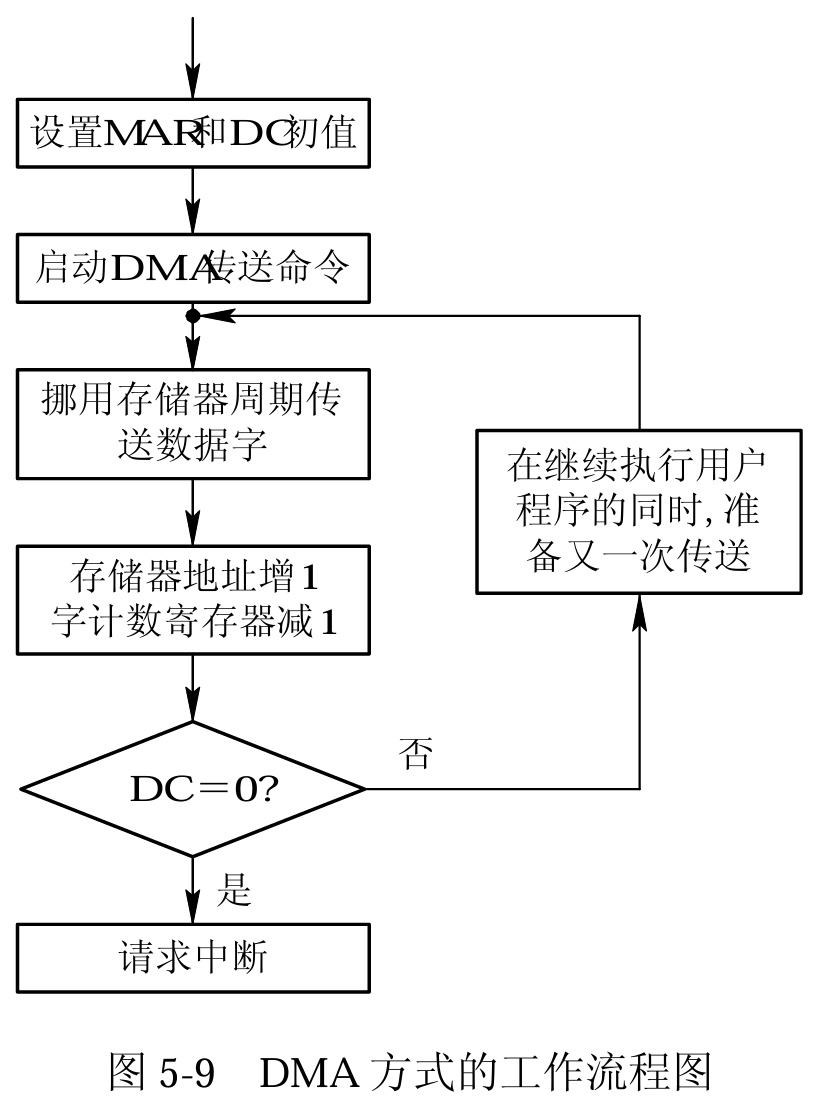 设置MAR和DC初值
启动DMA传送命令
挪用存储器周期传
送数据字
在继续执行用户
程序的同时,准
备又一次传送
存储器地址增1
字计数寄存器减1
否
DC=0?
是
请求中断
图 5-9 DMA 方式的工作流程图